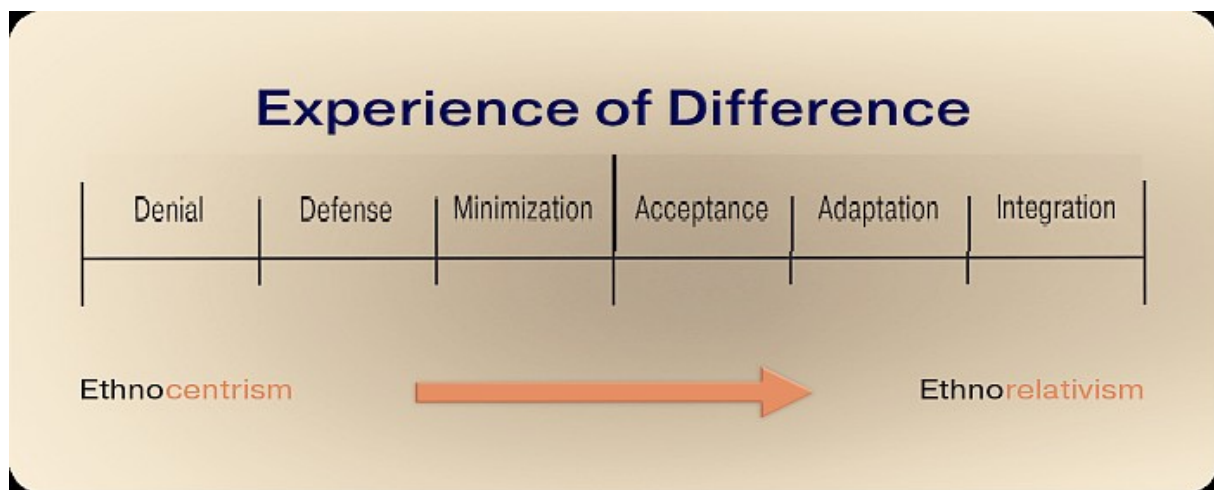 Experience of Difference
Denial Defense Minimization Acceptance Adaptation Integration
Ethnocentrism Ethnorelativism